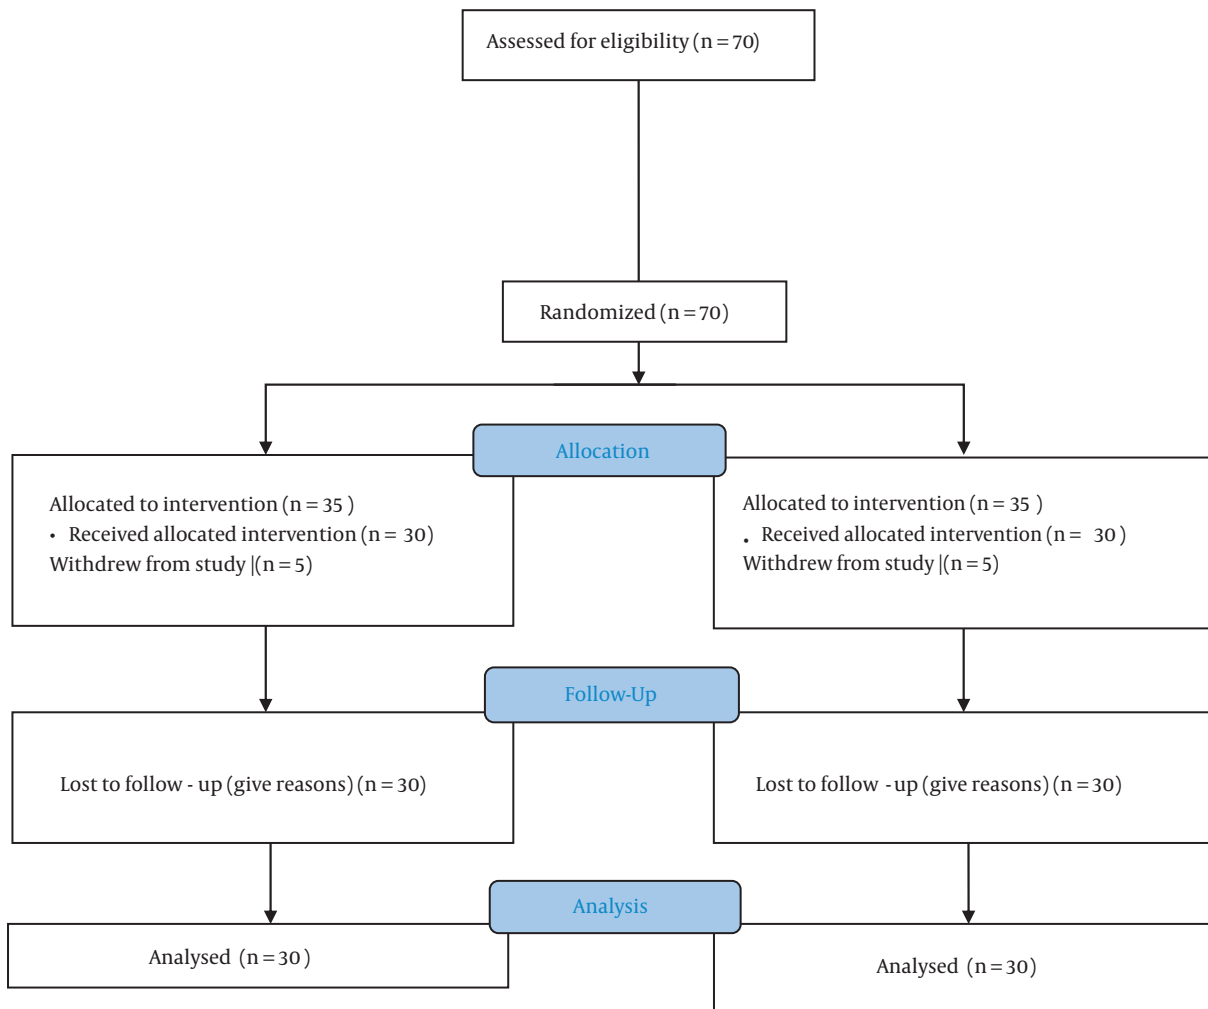 Assessed for eligibility (n = 70)
Randomized (n = 70)
Allocation
Allocated to intervention (n = 35 )
• Received allocated intervention (n = 30)
Withdrew from study |(n = 5)
Allocated to intervention (n = 35 )
• Received allocated intervention (n = 30)
Withdrew from study |(n = 5)
Follow-Up
Lost to follow - up (give reasons) (n = 30)
Lost to follow - up (give reasons) (n = 30)
Analysis
Analysed (n = 30)
Analysed (n = 30)